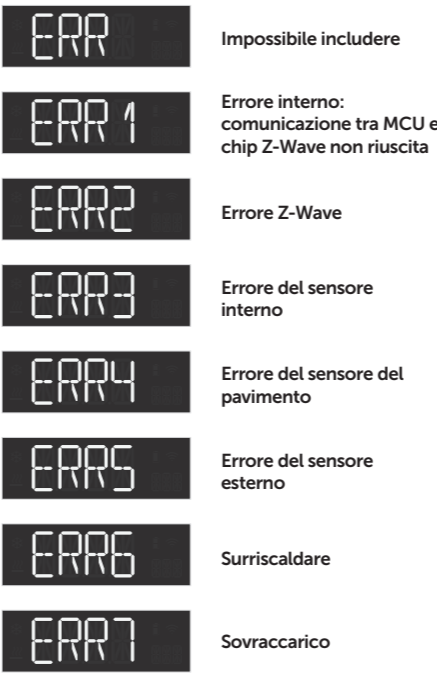 ERR
Impossibile includere
ERR 1
Errore interno:
comunicazione tra MCU e
chip Z-Wave non riuscita
ERR2
Errore Z-Wave
ERR3
Errore del sensore
interno
ERR4
Errore del sensore del
pavimento
ERR5
Errore del sensore
esterno
ERR6
Surriscaldare
ERR7
Sovraccarico